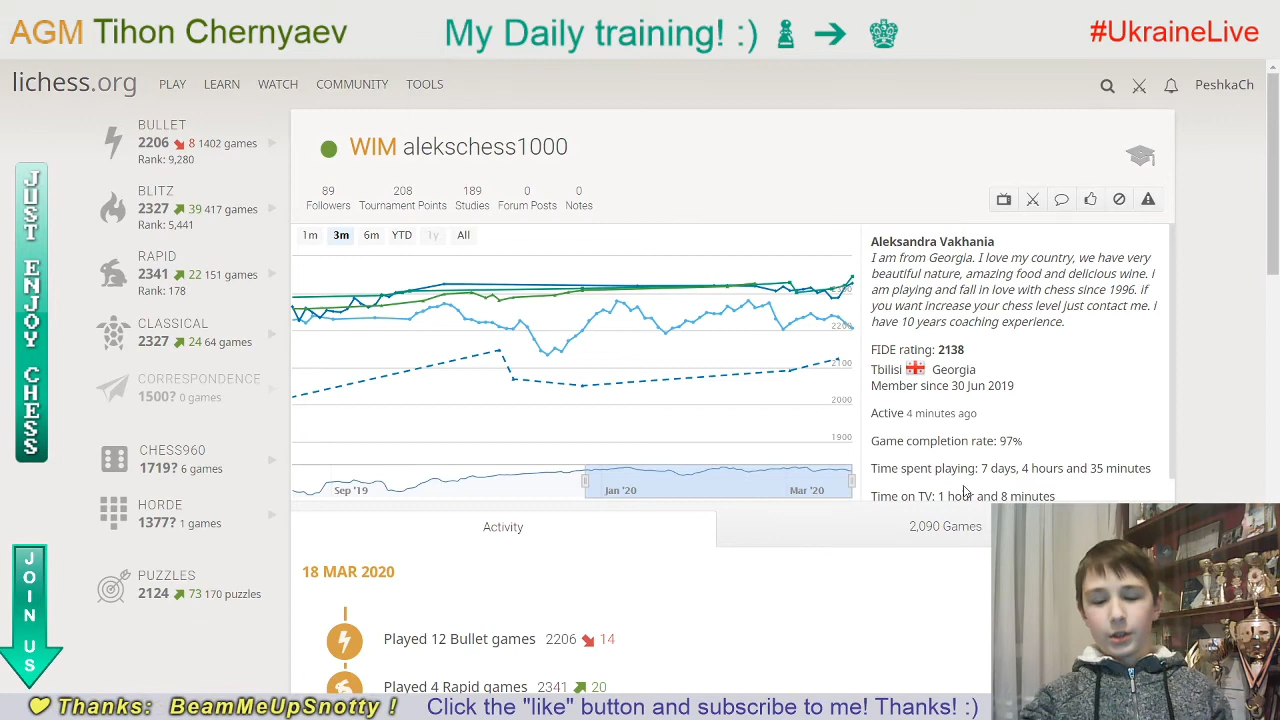 AGM Tihon Chernyaev
My Daily training! :)
#UkraineLive
lichess.org
PLAY
LEARN
WATCH
COMMUNITY
TOOLS
PeshkaCh
JUST ENJOY CHESS
JOIN US
BULLET
2206 8 1402 games
Rank: 9,280
BLITZ
2327 39 417 games
Rank: 5,441
RAPID
2341 22 151 games
Rank: 178
CLASSICAL
2327 24 64 games
CORRESPONDENCE
1500? 0 games
CHESS960
1719? 6 games
HORDE
1377? 1 games
PUZZLES
2124 73 170 puzzles
WIM alekschess1000
89
Followers
208
Tournament Points
189
Studies
0
Forum Posts
0
Notes
1m
3m
6m
YTD
1y
All
2200
2100
2000
1900
Sep '19
Jan '20
Mar '20
Aleksandra Vakhania
I am from Georgia. I love my country, we have very
beautiful nature, amazing food and delicious wine. I
am playing and fall in love with chess since 1996. If
you want increase your chess level just contact me. I
have 10 years coaching experience.
FIDE rating: 2138
Tbilisi Georgia
Member since 30 Jun 2019
Active 4 minutes ago
Game completion rate: 97%
Time spent playing: 7 days, 4 hours and 35 minutes
Time on TV: 1 hour and 8 minutes
Activity
2,090 Games
18 MAR 2020
Played 12 Bullet games 2206 14
Played 4 Rapid games 2341 20
Thanks: BeamMeUpSnotty !
Click the "like" button and subscribe to me! Thanks! :)